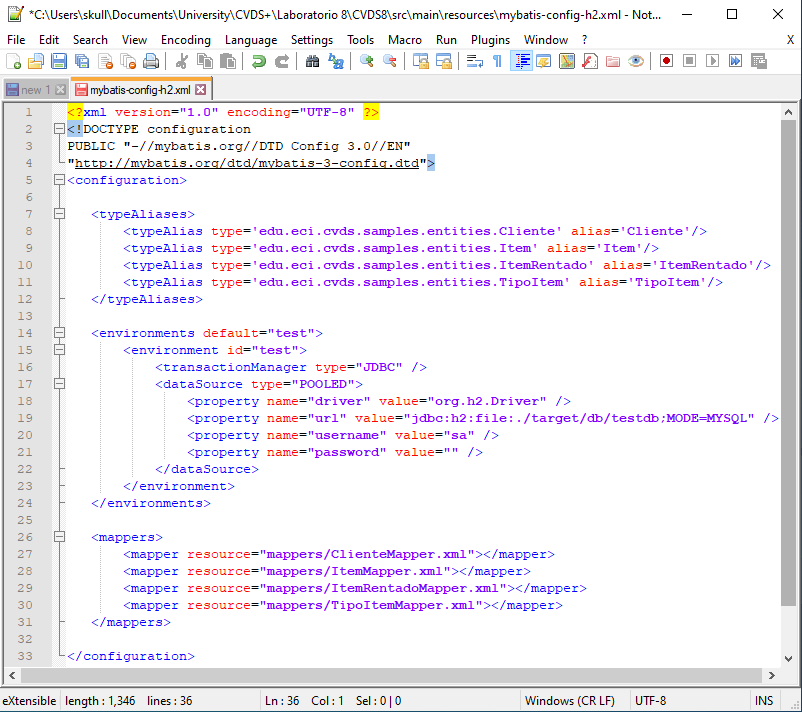 *C:\Users\skull\Documents\University\CVDS+\Laboratorio 8\CVDS8\src\main\resources\mybatis-config-h2.xml - Not...
File Edit Search View Encoding Language Settings Tools Macro Run Plugins Window ? X
new 1 mybatis-config-h2.xml
1 <?xml version="1.0" encoding="UTF-8" ?>
2 <!DOCTYPE configuration
3 PUBLIC "-//mybatis.org//DTD Config 3.0//EN"
4 "http://mybatis.org/dtd/mybatis-3-config.dtd">
5 <configuration>
6
7 <typeAliases>
8 <typeAlias type='edu.eci.cvds.samples.entities.Cliente' alias='Cliente'/>
9 <typeAlias type='edu.eci.cvds.samples.entities.Item' alias='Item'/>
10 <typeAlias type='edu.eci.cvds.samples.entities.ItemRentado' alias='ItemRentado'/>
11 <typeAlias type='edu.eci.cvds.samples.entities.TipoItem' alias='TipoItem'/>
12 </typeAliases>
13
14 <environments default="test">
15 <environment id="test">
16 <transactionManager type="JDBC" />
17 <dataSource type="POOLED">
18 <property name="driver" value="org.h2.Driver" />
19 <property name="url" value="jdbc:h2:file:./target/db/testdb;MODE=MYSQL" />
20 <property name="username" value="sa" />
21 <property name="password" value="" />
22 </dataSource>
23 </environment>
24 </environments>
25
26 <mappers>
27 <mapper resource="mappers/ClienteMapper.xml"></mapper>
28 <mapper resource="mappers/ItemMapper.xml"></mapper>
29 <mapper resource="mappers/ItemRentadoMapper.xml"></mapper>
30 <mapper resource="mappers/TipoItemMapper.xml"></mapper>
31 </mappers>
32
33 </configuration>
eXtensible length : 1,346 lines : 36 Ln : 36 Col : 1 Sel : 0 | 0 Windows (CR LF) UTF-8 INS